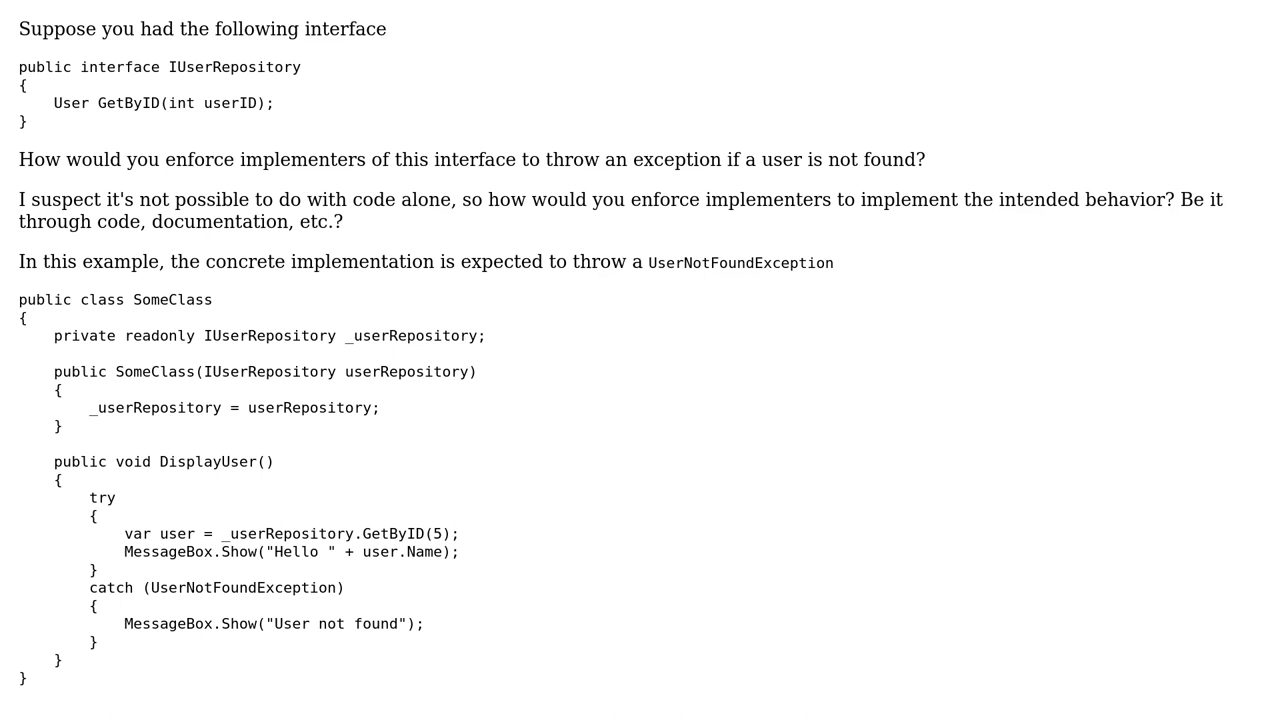 Suppose you had the following interface
public interface IUserRepository
{
    User GetByID(int userID);
}
How would you enforce implementers of this interface to throw an exception if a user is not found?
I suspect it's not possible to do with code alone, so how would you enforce implementers to implement the intended behavior? Be it
through code, documentation, etc.?
In this example, the concrete implementation is expected to throw a UserNotFoundException
public class SomeClass
{
    private readonly IUserRepository _userRepository;

    public SomeClass(IUserRepository userRepository)
    {
        _userRepository = userRepository;
    }

    public void DisplayUser()
    {
        try
        {
            var user = _userRepository.GetByID(5);
            MessageBox.Show("Hello " + user.Name);
        }
        catch (UserNotFoundException)
        {
            MessageBox.Show("User not found");
        }
    }
}